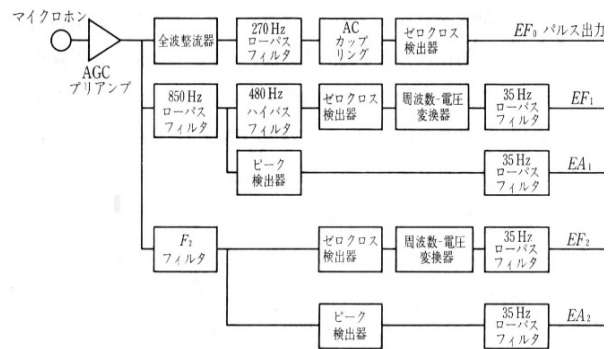 マイクロホン
AGC
プリアンプ
全波整流器
270 Hz
ローパス
フィルタ
AC
カップ
リング
ゼロクロス
検出器
EF₀ パルス出力
850 Hz
ローパス
フィルタ
480 Hz
ハイパス
フィルタ
ゼロクロス
検出器
周波数-電圧
変換器
35 Hz
ローパス
フィルタ
EF₁
ピーク
検出器
35 Hz
ローパス
フィルタ
EA₁
F₂
フィルタ
ゼロクロス
検出器
周波数-電圧
変換器
35 Hz
ローパス
フィルタ
EF₂
ピーク
検出器
35 Hz
ローパス
フィルタ
EA₂